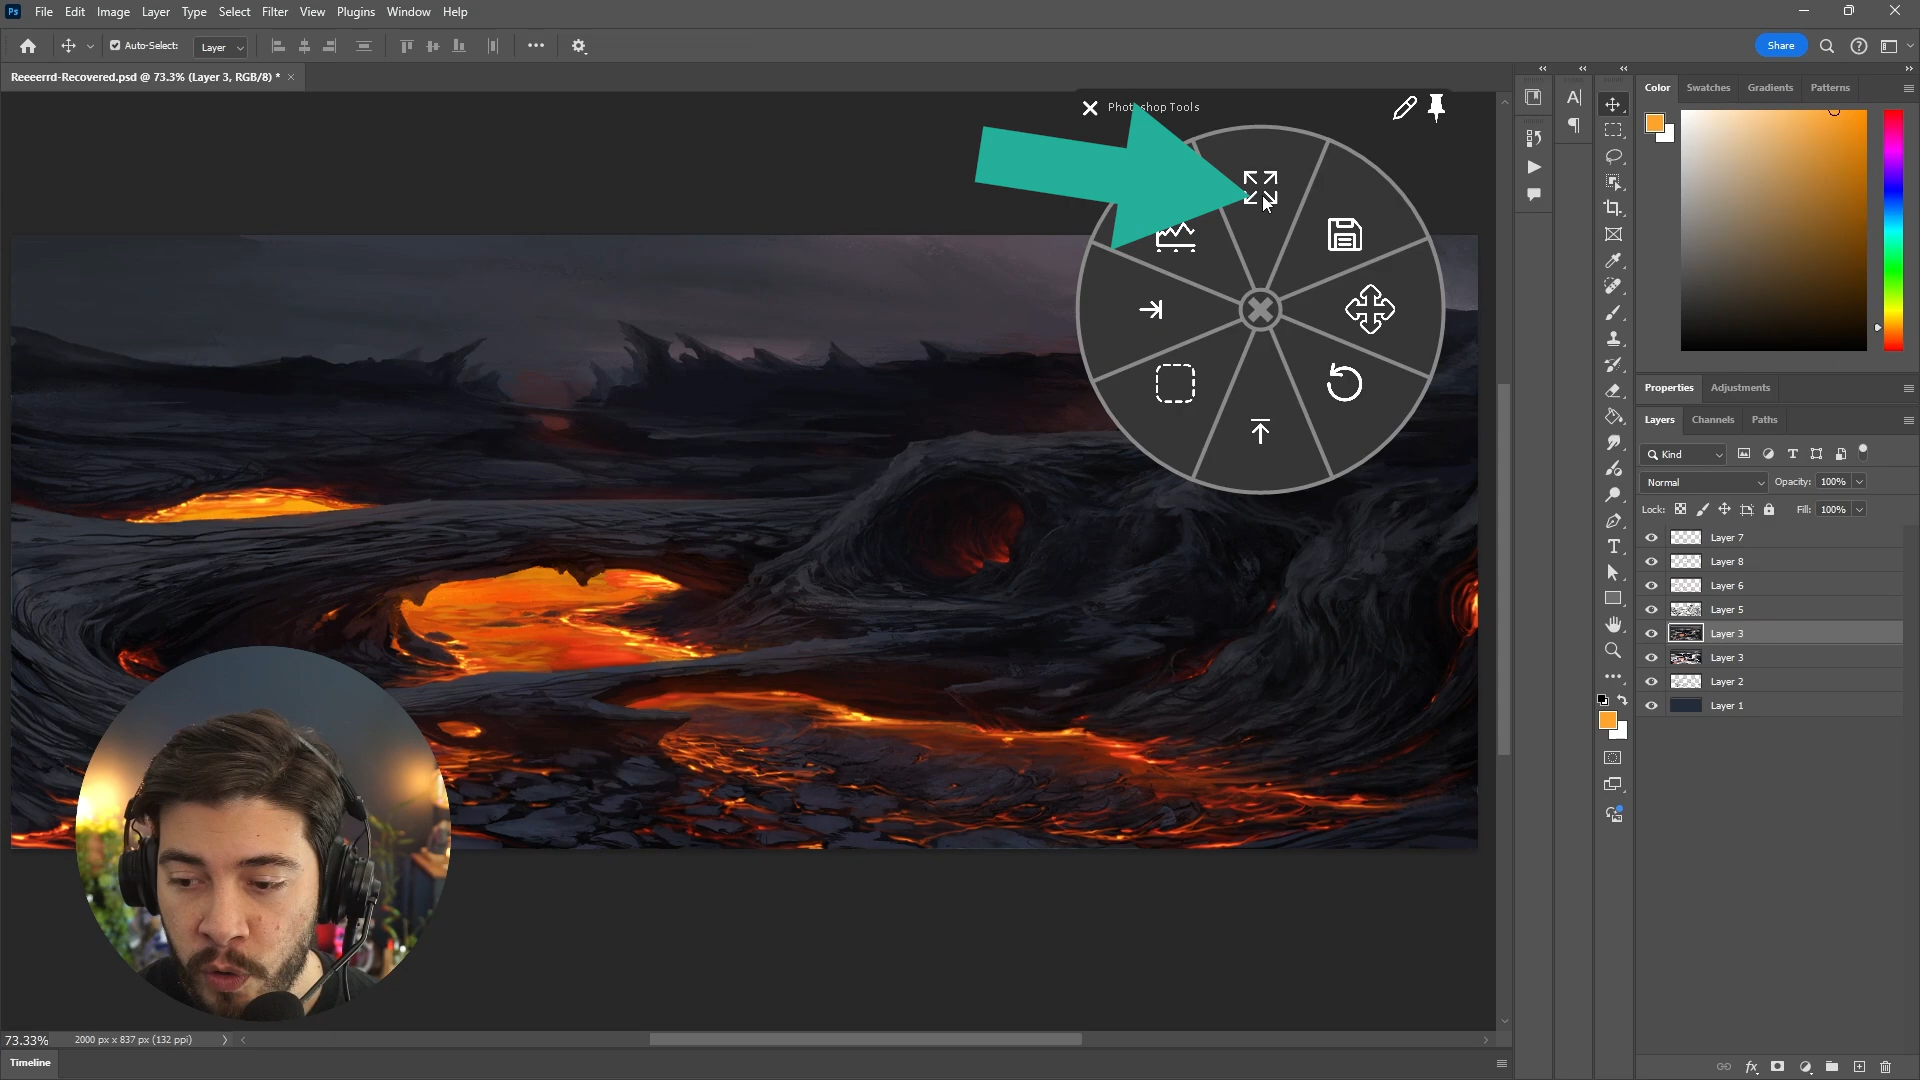 Ps File Edit Image Layer Type Select Filter View Plugins Window Help
Auto-Select: Layer
Share
Reeeerrd-Recovered.psd @ 73.3% (Layer 3, RGB/8) *
Photoshop Tools
Color Swatches Gradients Patterns
Properties Adjustments
Layers Channels Paths
Kind
Normal Opacity: 100%
Lock: Fill: 100%
Layer 7
Layer 8
Layer 6
Layer 5
Layer 3
Layer 3
Layer 2
Layer 1
73.33% 2000 px x 837 px (132 ppi)
Timeline